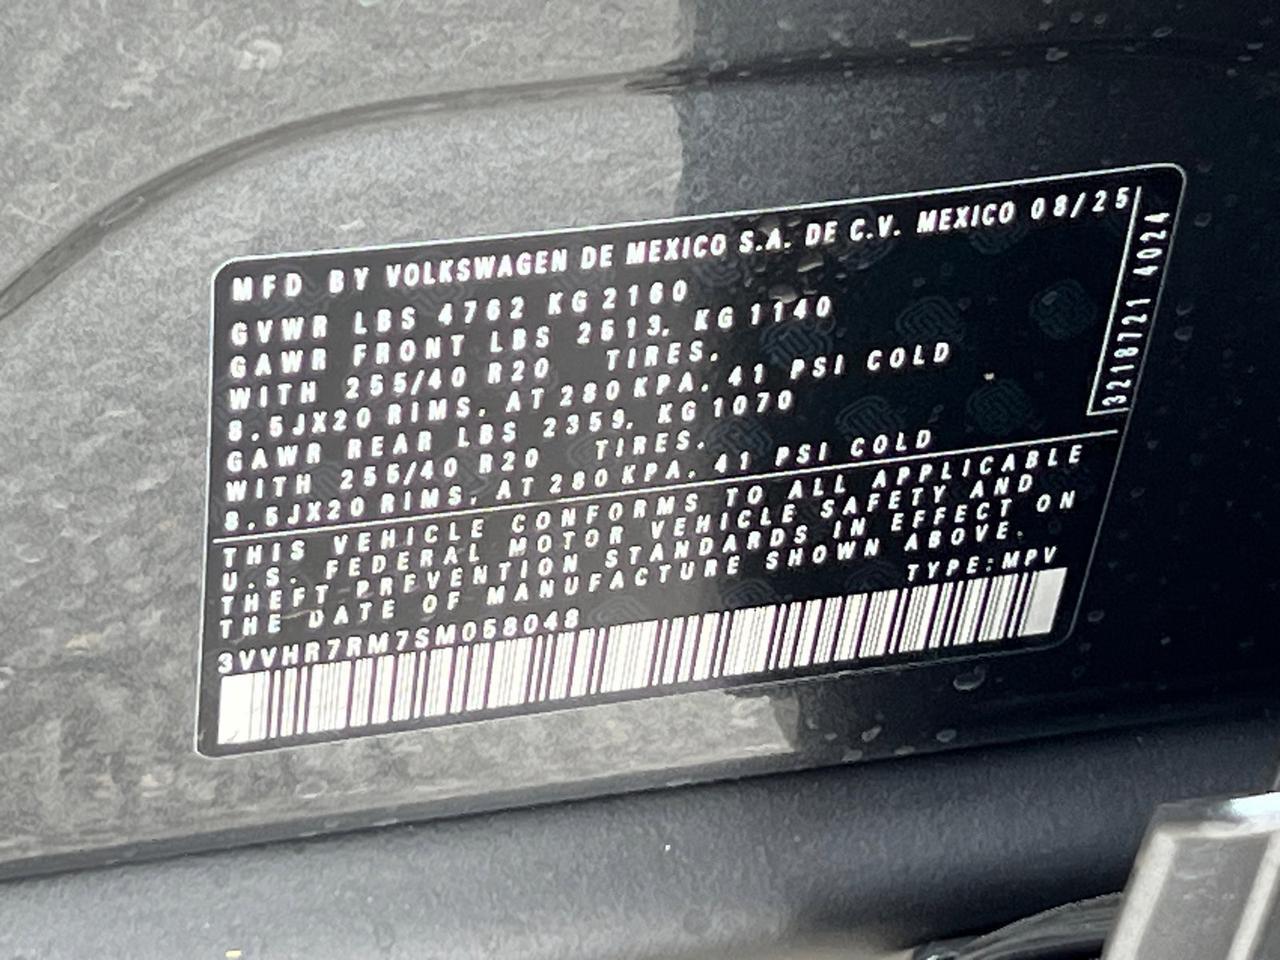 MFD BY VOLKSWAGEN DE MEXICO S.A. DE C.V. MEXICO 08/25
GVWR LBS 4762 KG 2160
GAWR FRONT LBS 2513, KG 1140
WITH 255/40 R20 TIRES,
8.5JX20 RIMS, AT 280 KPA, 41 PSI COLD
GAWR REAR LBS 2359, KG 1070
WITH 255/40 R20 TIRES,
8.5JX20 RIMS, AT 280 KPA, 41 PSI COLD
3218721 4024
THIS VEHICLE CONFORMS TO ALL APPLICABLE
U.S. FEDERAL MOTOR VEHICLE SAFETY AND
THEFT PREVENTION STANDARDS IN EFFECT ON
THE DATE OF MANUFACTURE SHOWN ABOVE.
TYPE: MPV
3VVHR7RM7SM058048